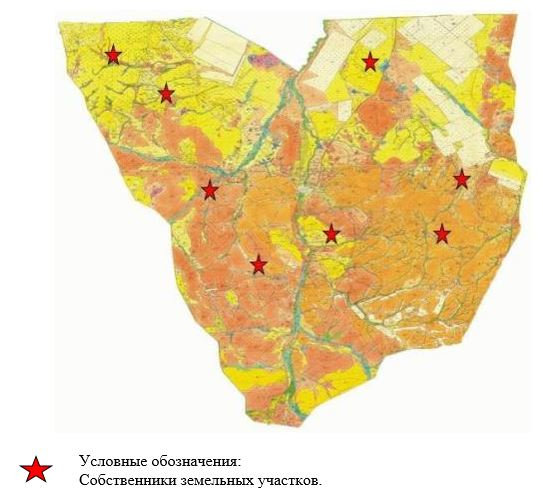 Условные обозначения:
Собственники земельных участков.